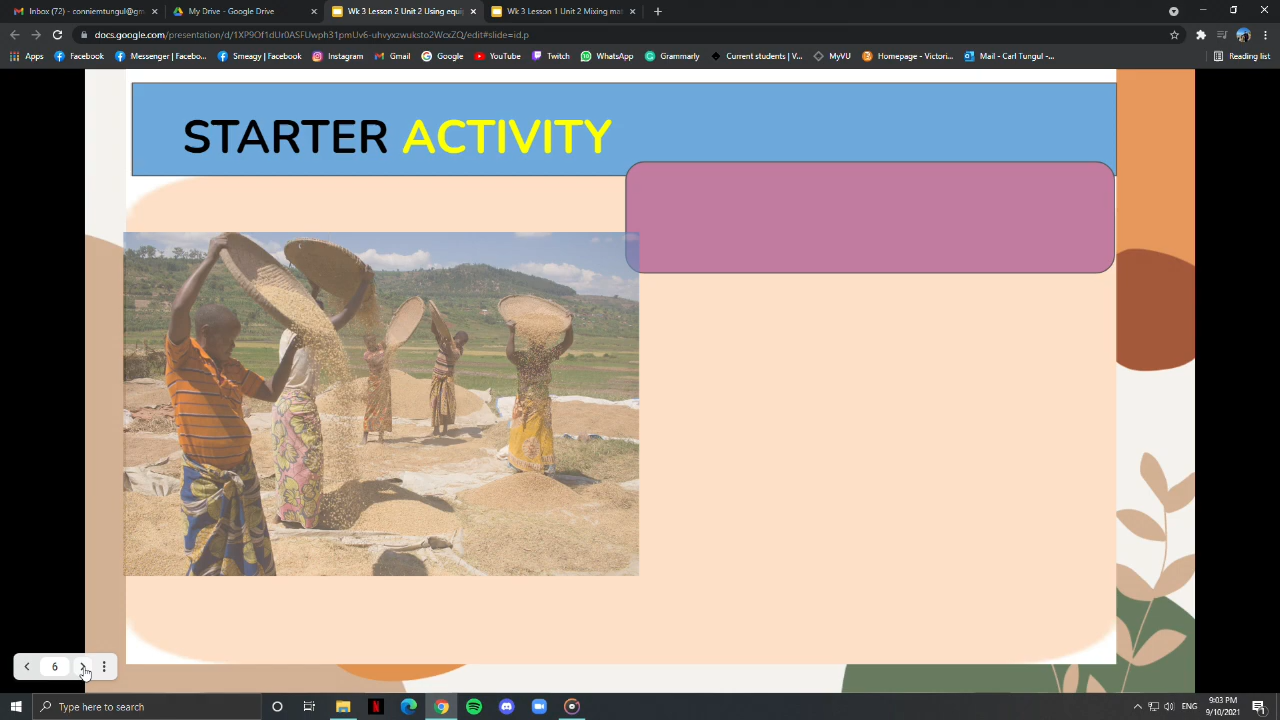 Inbox (72) - conniemtungul@gm
My Drive - Google Drive
Wk 3 Lesson 2 Unit 2 Using equi
Wk 3 Lesson 1 Unit 2 Mixing ma
docs.google.com/presentation/d/1XP9Of1dUr0ASFUwph31pmUv6-uhvyxzwuksto2WoxZQ/edit#slide=id.p
Apps
Facebook
Messenger | Facebo...
Smeagy | Facebook
Instagram
Gmail
Google
YouTube
Twitch
WhatsApp
Grammarly
Current students | V...
MyVU
Homepage - Victori...
Mail - Carl Tungul -...
Reading list
STARTER ACTIVITY
6
Type here to search
ENG
9:03 PM
9/10/2021